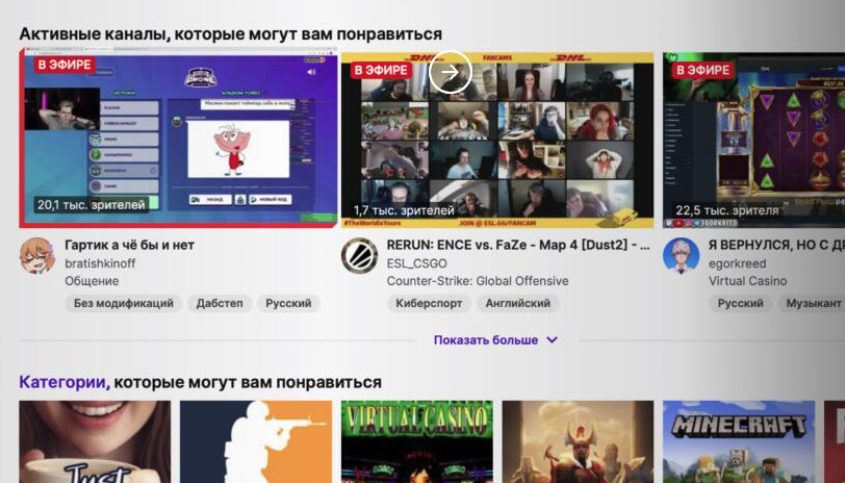 Активные каналы, которые могут вам понравиться
В ЭФИРЕ
20,1 тыс. зрителей
Гартик а чё бы и нет
bratishkinoff
Общение
Без модификаций Дабстеп Русский
DHL FANCAMS DHL
В ЭФИРЕ
1,7 тыс. зрителей
#TheWorldIsYours JOIN @ ESL.GG/FANCAM
RERUN: ENCE vs. FaZe - Map 4 [Dust2] - ...
ESL_CSGO
Counter-Strike: Global Offensive
Киберспорт Английский
В ЭФИРЕ
22,5 тыс. зрителя
Я ВЕРНУЛСЯ, НО С
egorkreed
Virtual Casino
Русский Музыкант
Показать больше
Категории, которые могут вам понравиться
Just
VIRTUAL CASINO
MINECRAFT